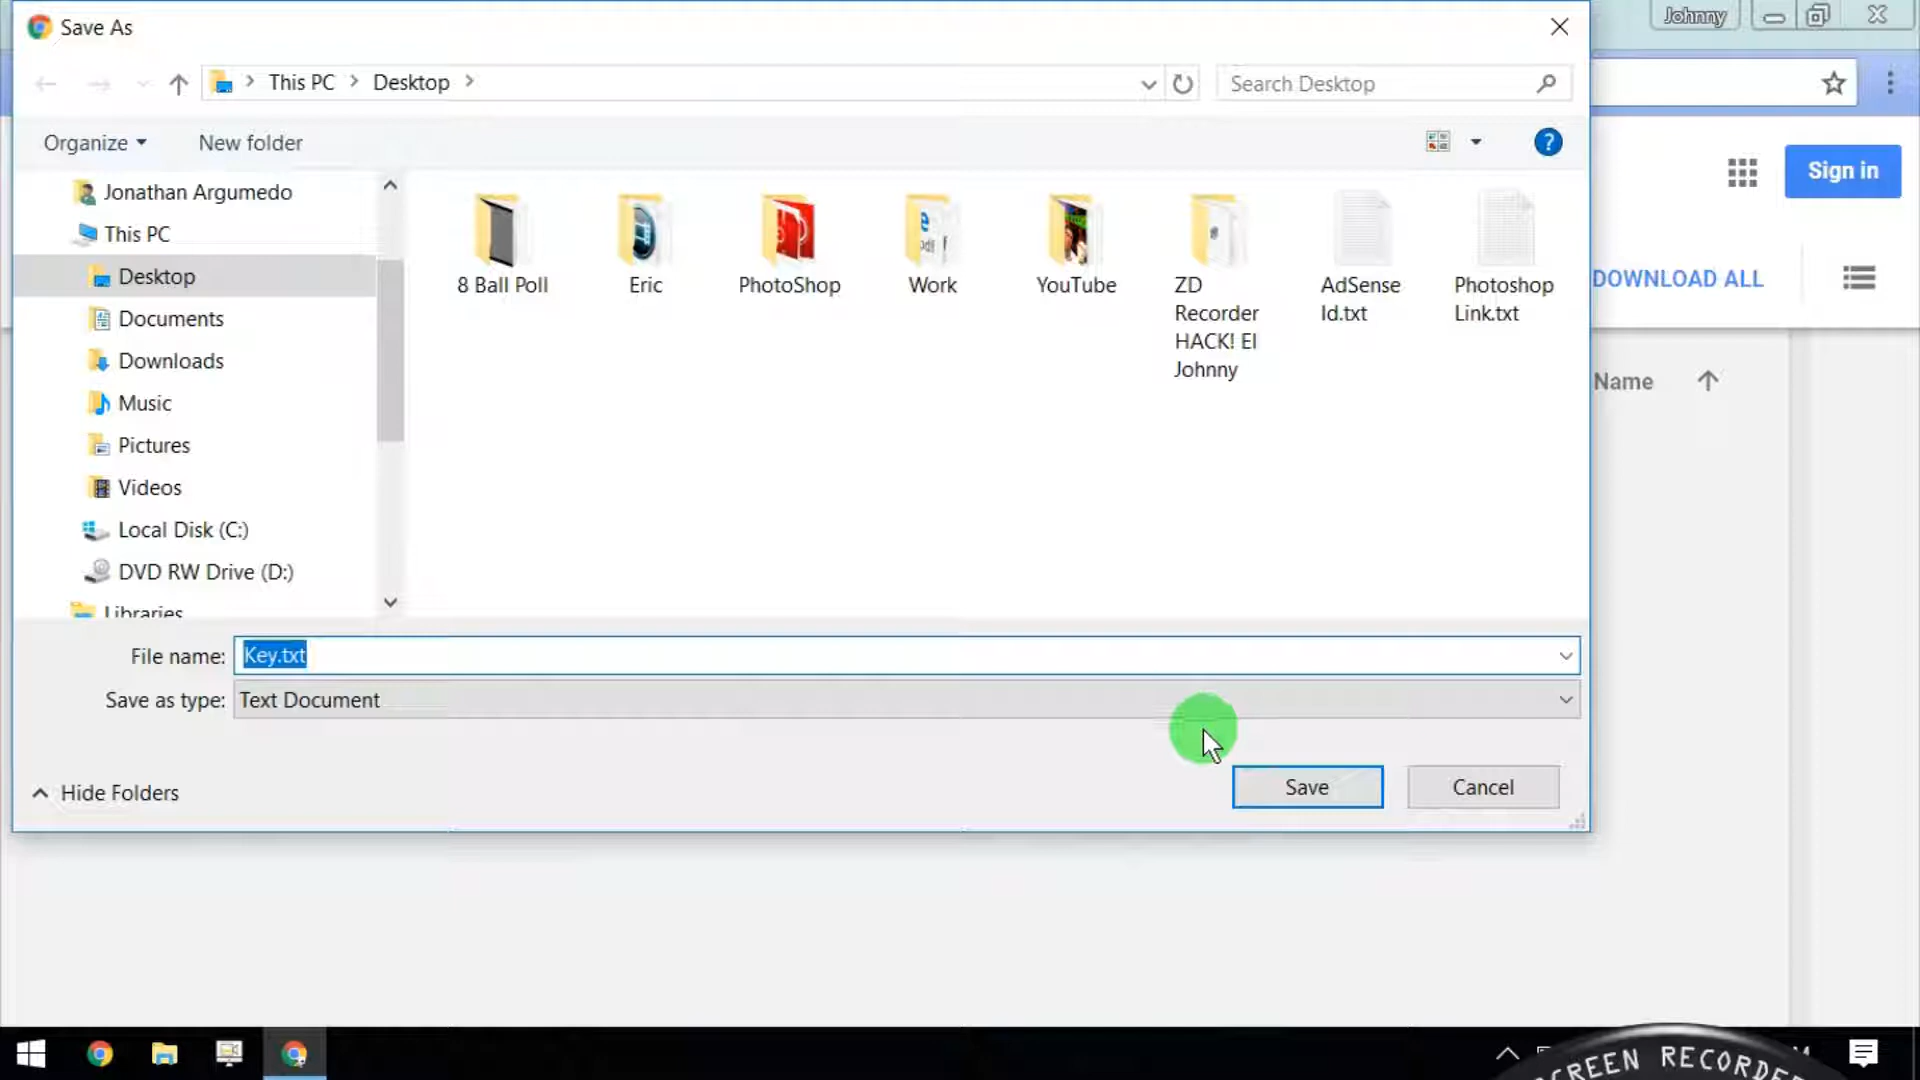 Save As
Johnny
This PC
Desktop
Search Desktop
Organize
New folder
?
Sign in
Jonathan Argumedo
This PC
Desktop
Documents
Downloads
Music
Pictures
Videos
Local Disk (C:)
DVD RW Drive (D:)
Libraries
8 Ball Poll
Eric
PhotoShop
Work
YouTube
ZD
Recorder
HACK! El
Johnny
AdSense
Id.txt
Photoshop
Link.txt
DOWNLOAD ALL
Name
File name:
Key.txt
Save as type:
Text Document
Hide Folders
Save
Cancel
SCREEN RECORDER